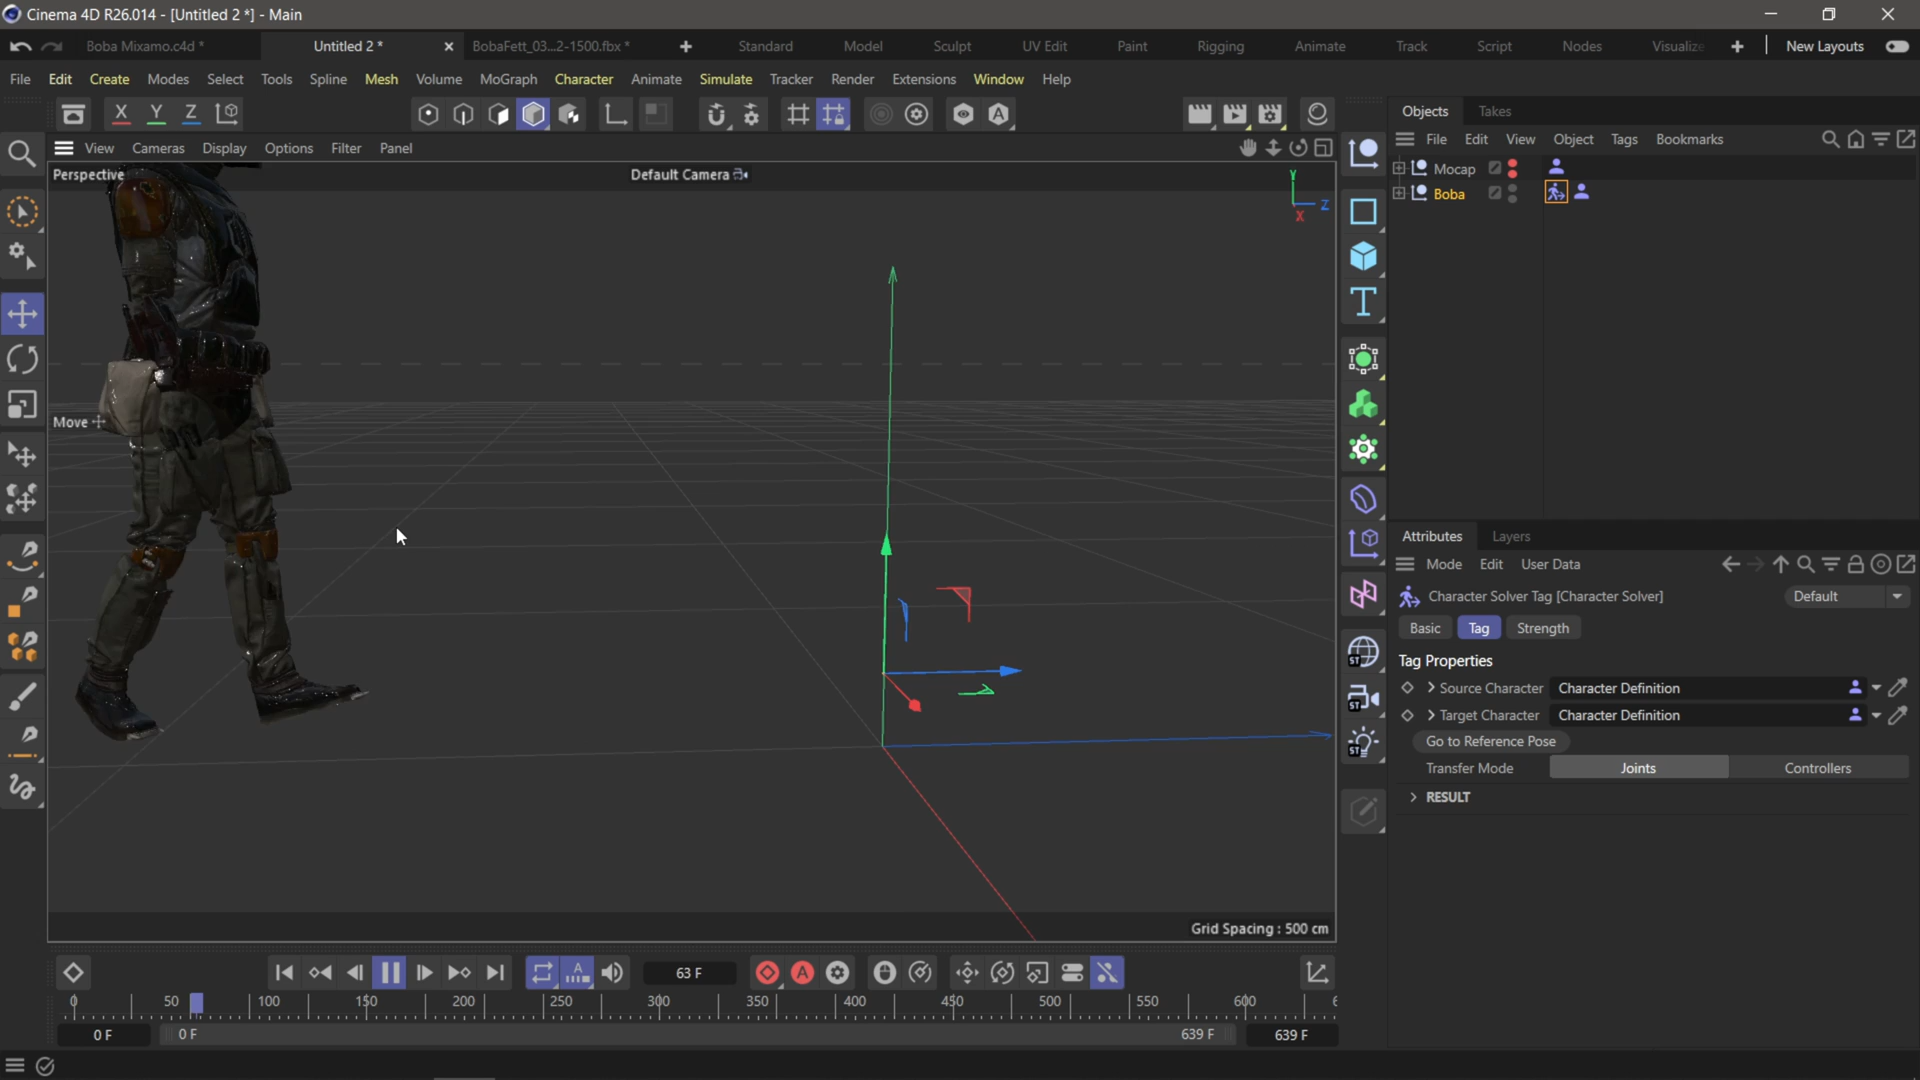 Cinema 4D R26.014 - [Untitled 2 *] - Main
Boba Mixamo.c4d *
Untitled 2 *
BobaFett_03...2-1500.fbx *
Standard
Model
Sculpt
UV Edit
Paint
Rigging
Animate
Track
Script
Nodes
Visualize
New Layouts
File Edit Create Modes Select Tools Spline Mesh Volume MoGraph Character Animate Simulate Tracker Render Extensions Window Help
X Y Z
View Cameras Display Options Filter Panel
Perspective
Default Camera
Y
Z
X
Move
Grid Spacing : 500 cm
T
ST
ST
ST
Objects Takes
File Edit View Object Tags Bookmarks
Mocap
Boba
Attributes Layers
Mode Edit User Data
Character Solver Tag [Character Solver]
Default
Basic Tag Strength
Tag Properties
Source Character Character Definition
Target Character Character Definition
Go to Reference Pose
Transfer Mode Joints Controllers
RESULT
A
A
63 F
0 50 100 150 200 250 300 350 400 450 500 550 600 6
0 F 0 F 639 F 639 F